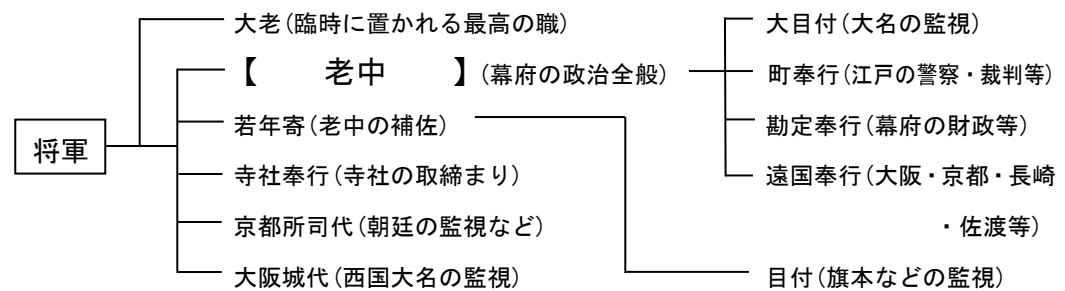 将軍
大老(臨時に置かれる最高の職)
【　老中　】(幕府の政治全般)
若年寄(老中の補佐)
寺社奉行(寺社の取締まり)
京都所司代(朝廷の監視など)
大阪城代(西国大名の監視)
大目付(大名の監視)
町奉行(江戸の警察・裁判等)
勘定奉行(幕府の財政等)
遠国奉行(大阪・京都・長崎
・佐渡等)
目付(旗本などの監視)